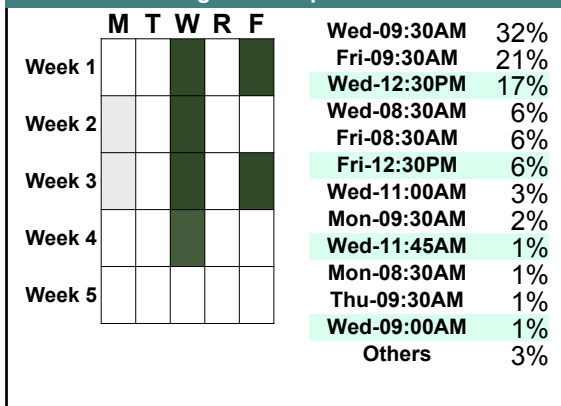 M T W R F
Week 1
Week 2
Week 3
Week 4
Week 5
Wed-09:30AM 32%
Fri-09:30AM 21%
Wed-12:30PM 17%
Wed-08:30AM 6%
Fri-08:30AM 6%
Fri-12:30PM 6%
Wed-11:00AM 3%
Mon-09:30AM 2%
Wed-11:45AM 1%
Mon-08:30AM 1%
Thu-09:30AM 1%
Wed-09:00AM 1%
Others 3%